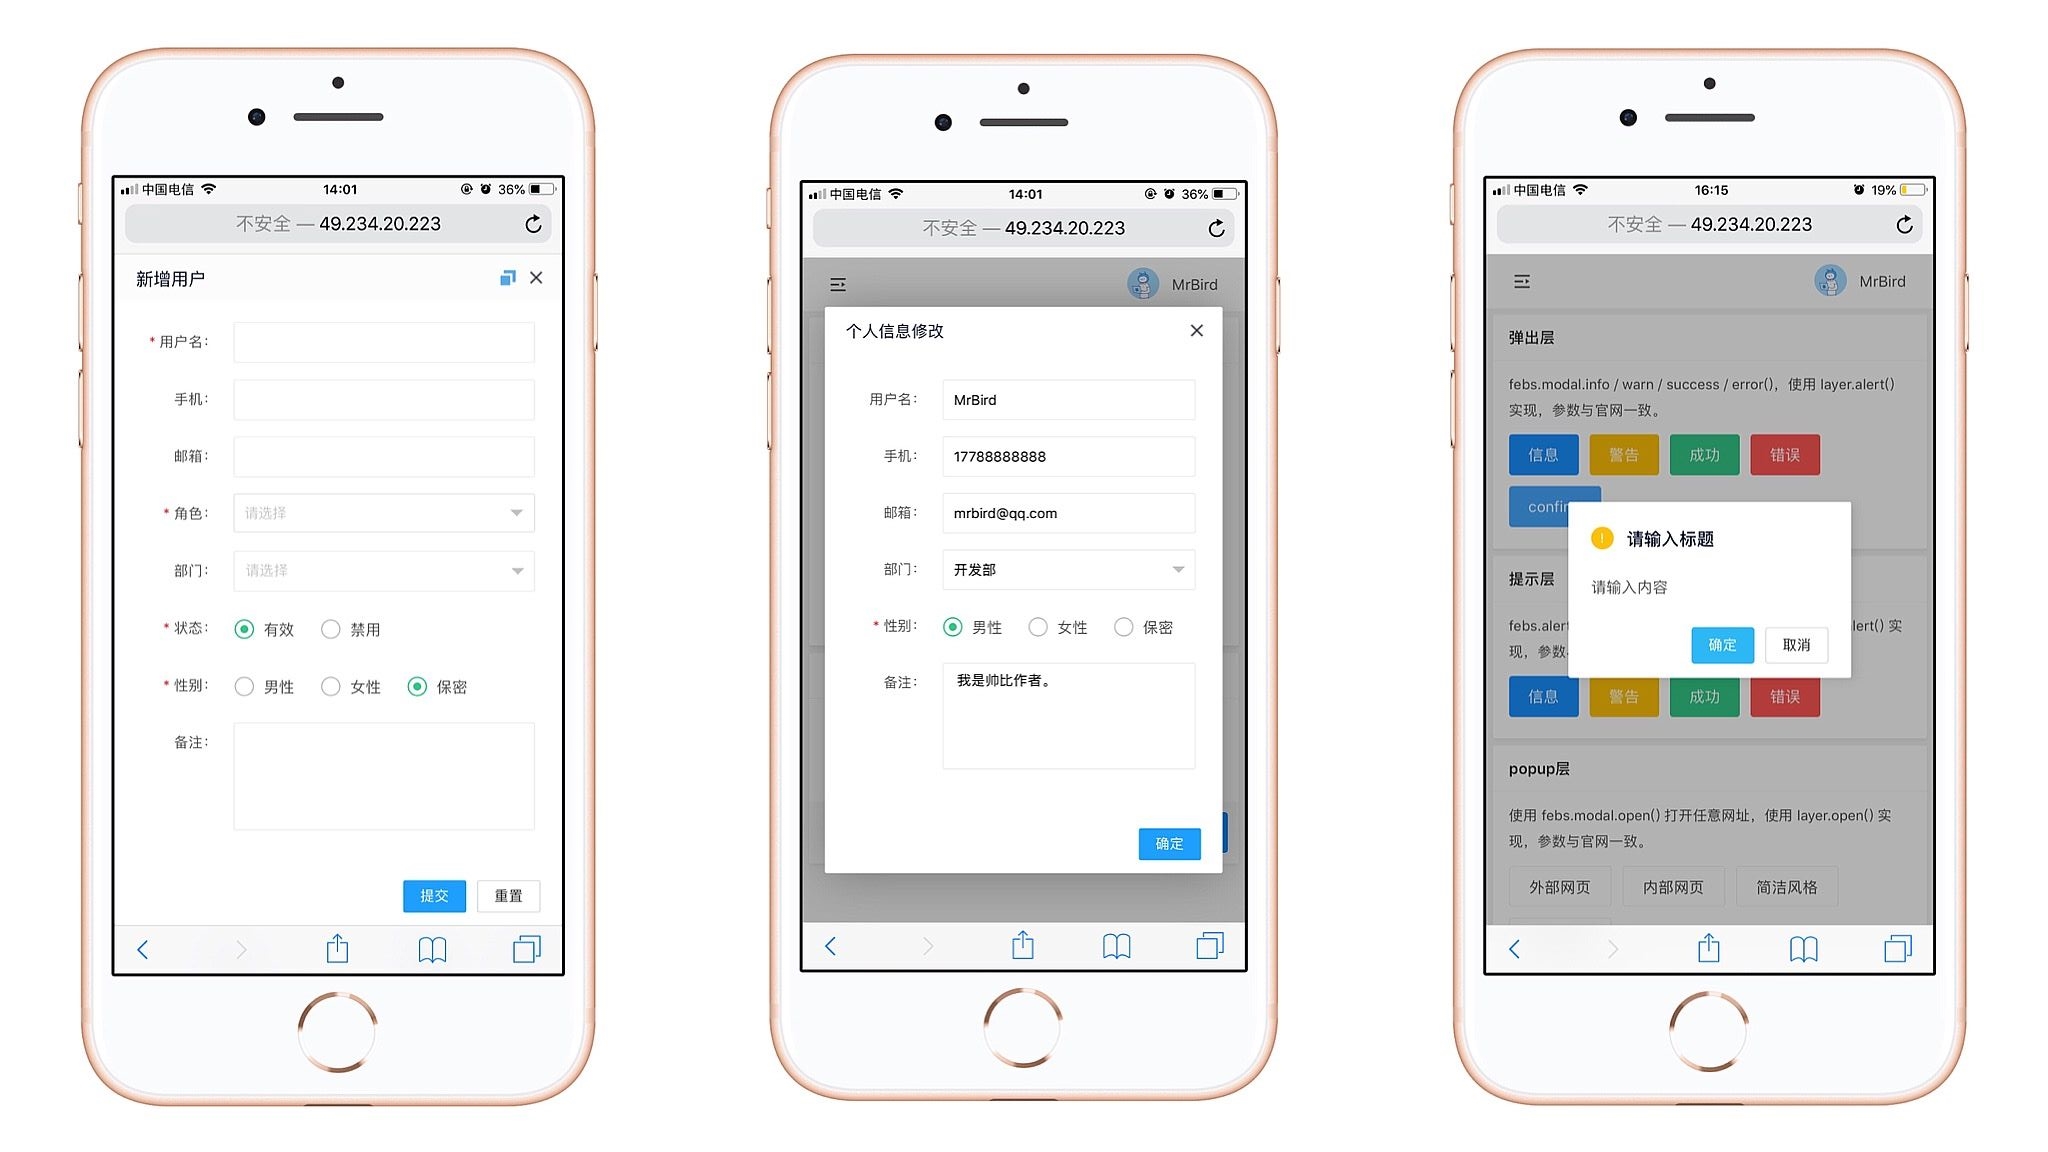 中国电信 14:01 36%
不安全 — 49.234.20.223
新增用户
* 用户名：
手机：
邮箱：
* 角色： 请选择
部门： 请选择
* 状态： 有效 禁用
* 性别： 男性 女性 保密
备注：
提交 重置
中国电信 14:01 36%
不安全 — 49.234.20.223
MrBird
个人信息修改
用户名： MrBird
手机： 17788888888
邮箱： mrbird@qq.com
部门： 开发部
* 性别： 男性 女性 保密
备注： 我是帅比作者。
确定
中国电信 16:15 19%
不安全 — 49.234.20.223
MrBird
弹出层
febs.modal.info / warn / success / error()，使用 layer.alert()
实现，参数与官网一致。
信息 警告 成功 错误
请输入标题
请输入内容
确定 取消
提示层
实
现，参数
信息 警告 成功 错误
popup层
使用 febs.modal.open() 打开任意网址，使用 layer.open() 实
现，参数与官网一致。
外部网页 内部网页 简洁风格